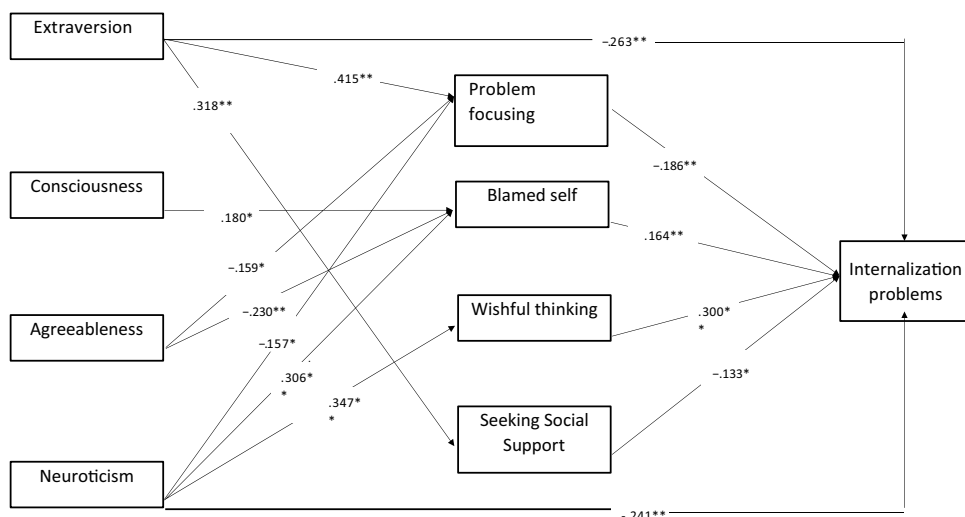 Extraversion
−.263**
.415**
Problem
focusing
.318**
−.186**
Consciousness
Blamed self
.180*
.164**
−.159*
Internalization
problems
Agreeableness
−.230**
Wishful thinking
.300*
*
−.157*
.306*
*
−.133*
.347*
*
Seeking Social
Support
Neuroticism
−.241**